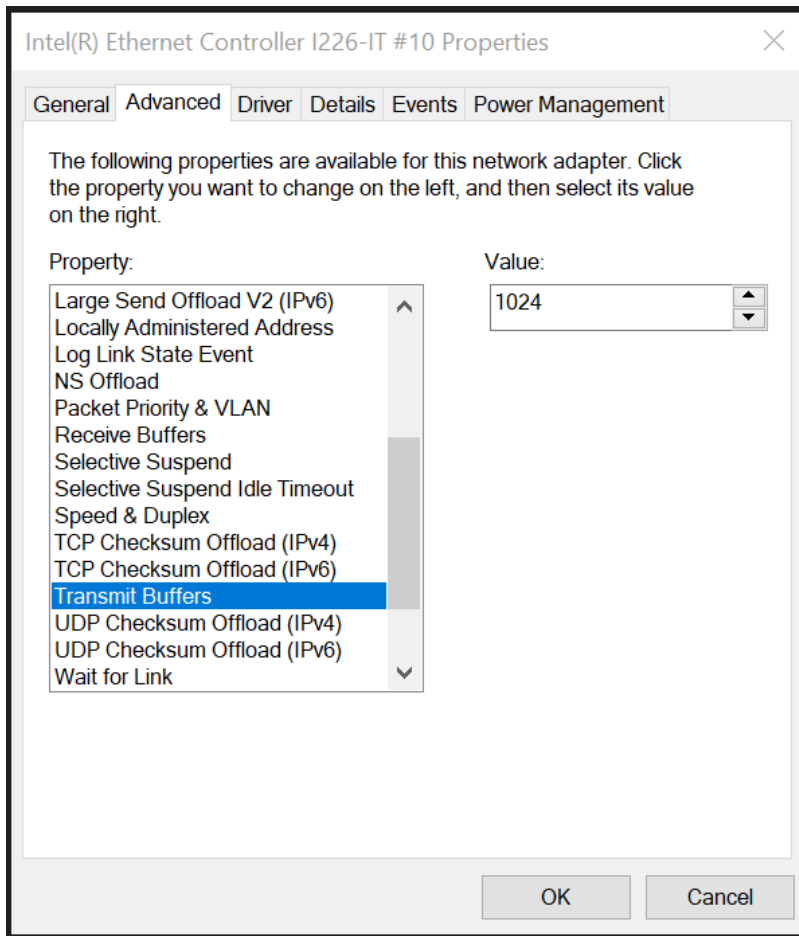 Intel(R) Ethernet Controller I226-IT #10 Properties
General Advanced Driver Details Events Power Management
The following properties are available for this network adapter. Click
the property you want to change on the left, and then select its value
on the right.
Property:
Large Send Offload V2 (IPv6)
Locally Administered Address
Log Link State Event
NS Offload
Packet Priority & VLAN
Receive Buffers
Selective Suspend
Selective Suspend Idle Timeout
Speed & Duplex
TCP Checksum Offload (IPv4)
TCP Checksum Offload (IPv6)
Transmit Buffers
UDP Checksum Offload (IPv4)
UDP Checksum Offload (IPv6)
Wait for Link
Value:
1024
OK Cancel